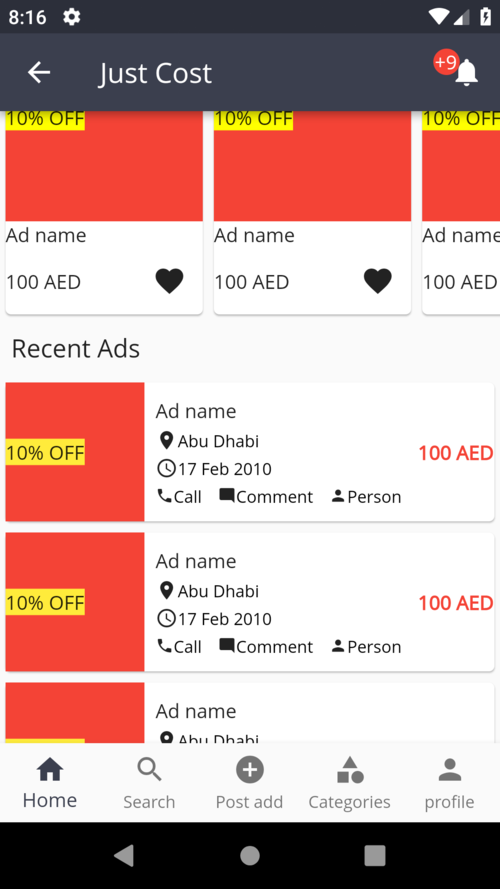 8:16
Just Cost
+9
10% OFF 10% OFF 10% OFF
Ad name Ad name Ad name
100 AED 100 AED 100 AED
Recent Ads
Ad name
Abu Dhabi
10% OFF 100 AED
17 Feb 2010
Call Comment Person
Ad name
Abu Dhabi
10% OFF 100 AED
17 Feb 2010
Call Comment Person
Ad name
Abu Dhabi
Home Search Post add Categories profile